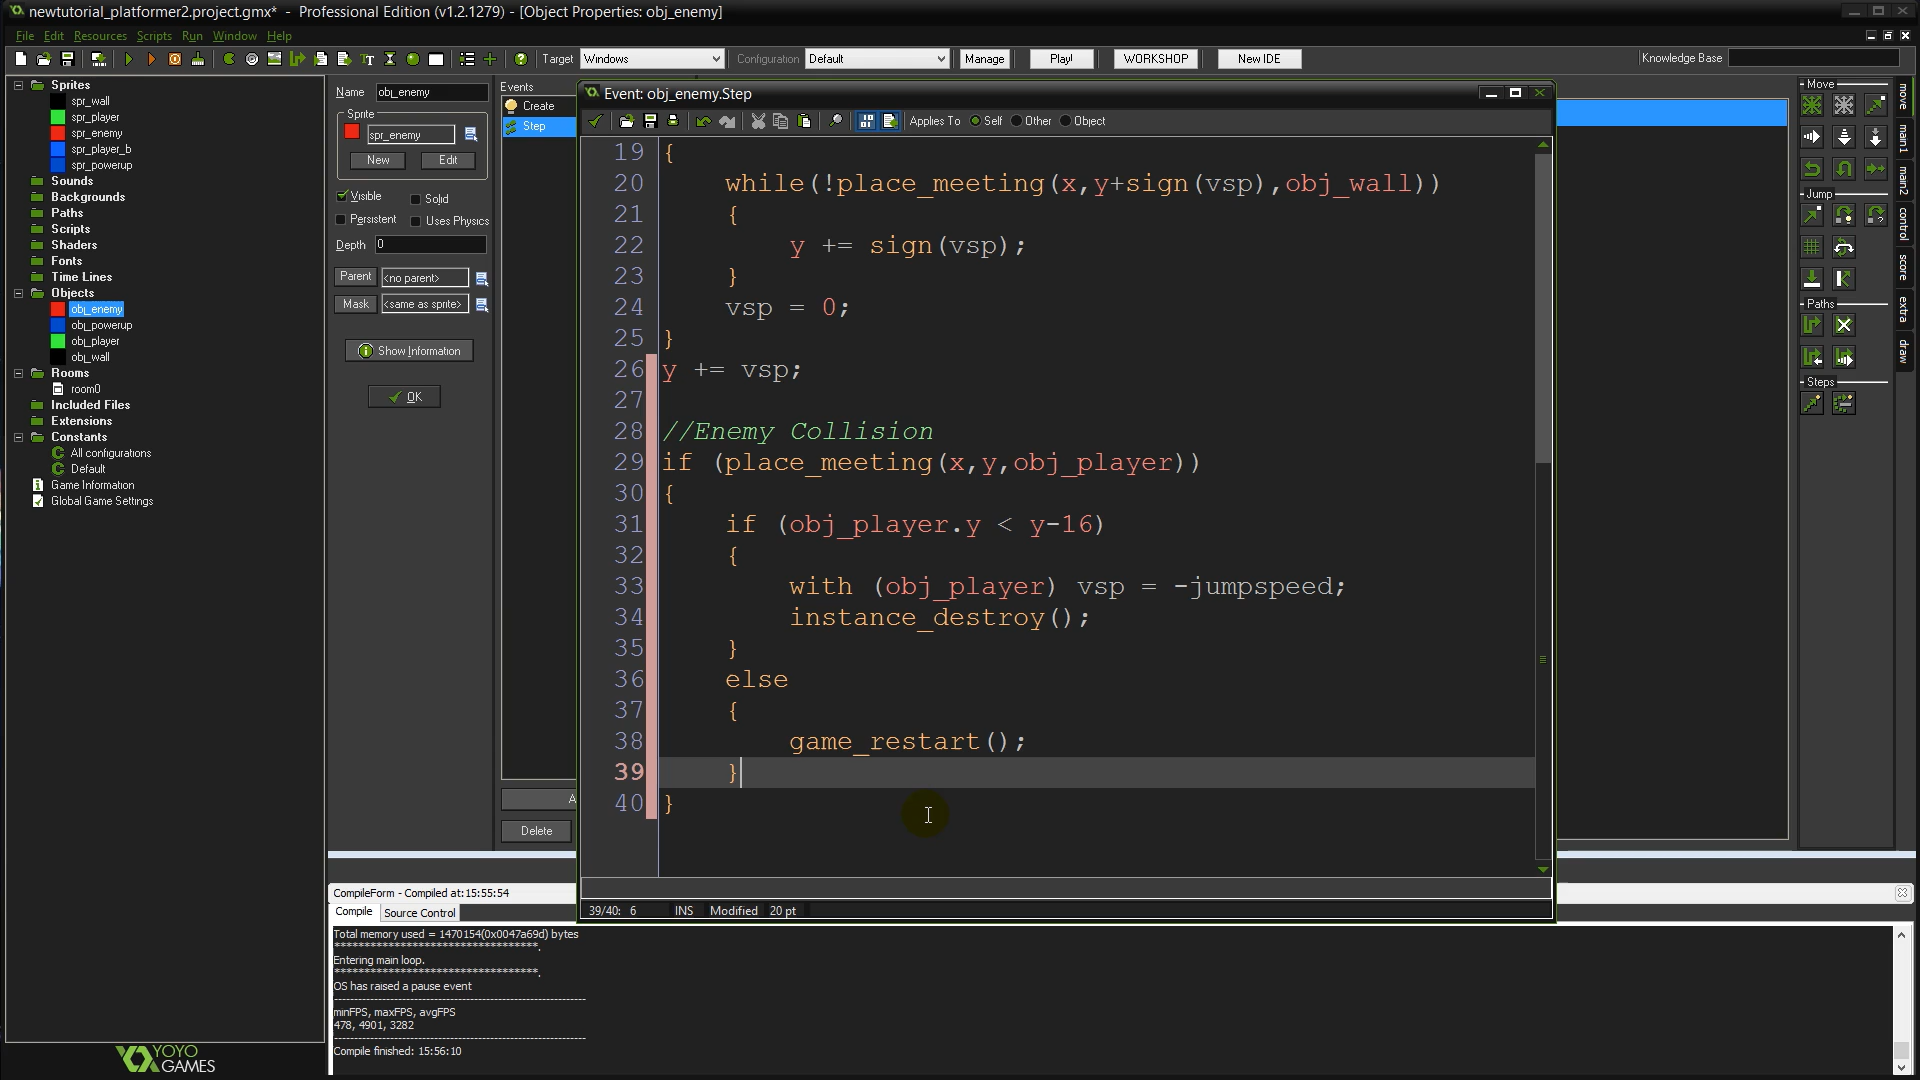 newtutorial_platformer2.project.gmx* - Professional Edition (v1.2.1279) - [Object Properties: obj_enemy]
File Edit Resources Scripts Run Window Help
Target Windows Configuration Default Manage Play! WORKSHOP New IDE Knowledge Base
Sprites
spr_wall
spr_player
spr_enemy
spr_player_b
spr_powerup
Sounds
Backgrounds
Paths
Scripts
Shaders
Fonts
Time Lines
Objects
obj_enemy
obj_powerup
obj_player
obj_wall
Rooms
room0
Included Files
Extensions
Constants
All configurations
Default
Game Information
Global Game Settings
YOYO
GAMES
Name obj_enemy
Sprite
spr_enemy
New Edit
Visible Solid
Persistent Uses Physics
Depth 0
Parent <no parent>
Mask <same as sprite>
Show Information
OK
Events
Create
Step
A
Delete
Event: obj_enemy.Step
Applies To Self Other Object
19 {
20 while(!place_meeting(x,y+sign(vsp),obj_wall))
21 {
22 y += sign(vsp);
23 }
24 vsp = 0;
25 }
26 y += vsp;
27
28 //Enemy Collision
29 if (place_meeting(x,y,obj_player))
30 {
31 if (obj_player.y < y-16)
32 {
33 with (obj_player) vsp = -jumpspeed;
34 instance_destroy();
35 }
36 else
37 {
38 game_restart();
39 }
40 }
39/40: 6 INS Modified 20 pt
Move
Jump
Paths
Steps
move
main1
main2
control
score
extra
draw
CompileForm - Compiled at:15:55:54
Compile Source Control
Total memory used = 1470154(0x0047a69d) bytes
**********************************.
Entering main loop.
**********************************.
OS has raised a pause event
minFPS, maxFPS, avgFPS
478, 4901, 3282
Compile finished: 15:56:10